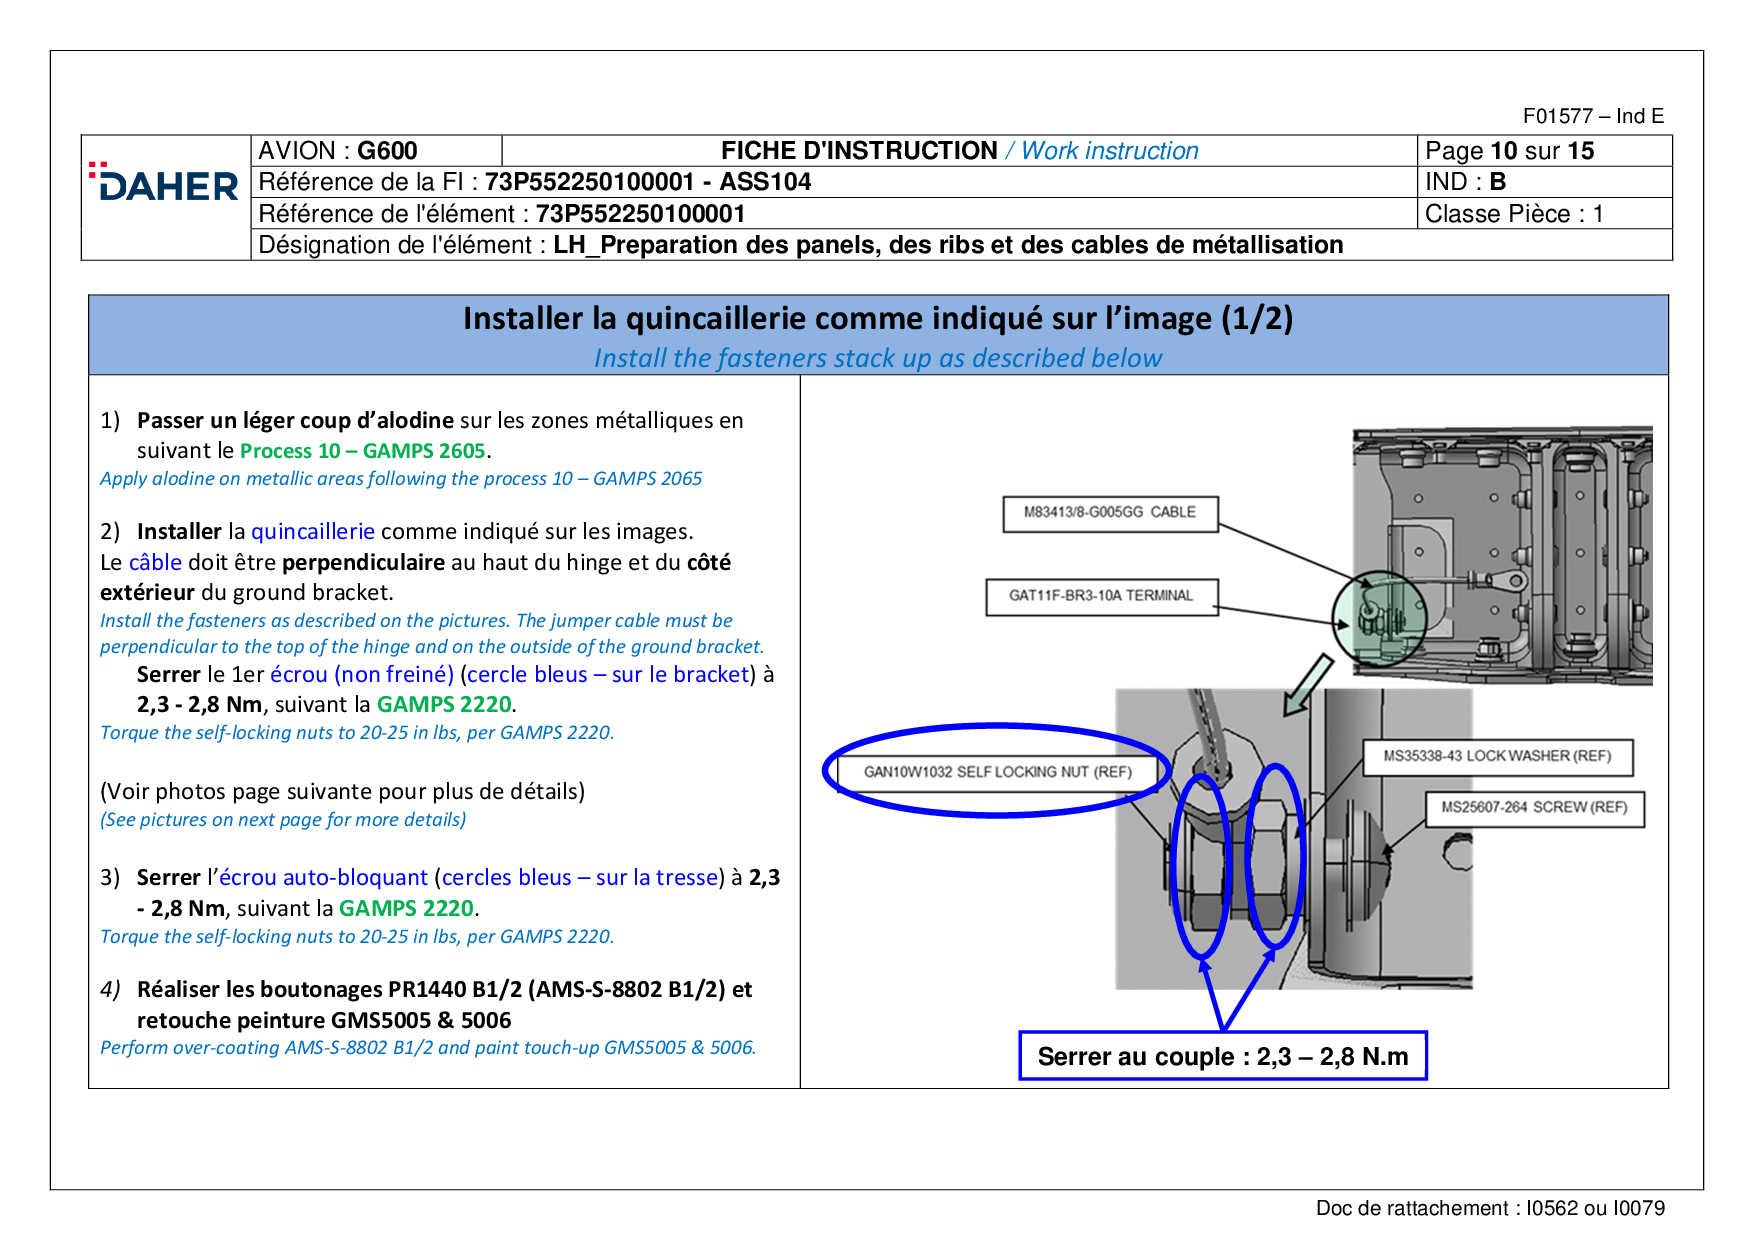 F01577 – Ind E
DAHER
AVION : G600
FICHE D'INSTRUCTION / Work instruction
Page 10 sur 15
Référence de la FI : 73P552250100001 - ASS104
IND : B
Référence de l'élément : 73P552250100001
Classe Pièce : 1
Désignation de l'élément : LH_Preparation des panels, des ribs et des cables de métallisation
Installer la quincaillerie comme indiqué sur l’image (1/2)
Install the fasteners stack up as described below
1) Passer un léger coup d’alodine sur les zones métalliques en
suivant le Process 10 – GAMPS 2605.
Apply alodine on metallic areas following the process 10 – GAMPS 2065
2) Installer la quincaillerie comme indiqué sur les images.
Le câble doit être perpendiculaire au haut du hinge et du côté
extérieur du ground bracket.
Install the fasteners as described on the pictures. The jumper cable must be
perpendicular to the top of the hinge and on the outside of the ground bracket.
Serrer le 1er écrou (non freiné) (cercle bleus – sur le bracket) à
2,3 - 2,8 Nm, suivant la GAMPS 2220.
Torque the self-locking nuts to 20-25 in lbs, per GAMPS 2220.
(Voir photos page suivante pour plus de détails)
(See pictures on next page for more details)
3) Serrer l’écrou auto-bloquant (cercles bleus – sur la tresse) à 2,3
- 2,8 Nm, suivant la GAMPS 2220.
Torque the self-locking nuts to 20-25 in lbs, per GAMPS 2220.
4) Réaliser les boutonages PR1440 B1/2 (AMS-S-8802 B1/2) et
retouche peinture GMS5005 & 5006
Perform over-coating AMS-S-8802 B1/2 and paint touch-up GMS5005 & 5006.
M83413/8-G005GG CABLE
GAT11F-BR3-10A TERMINAL
GAN10W1032 SELF LOCKING NUT (REF)
MS35338-43 LOCK WASHER (REF)
MS25607-264 SCREW (REF)
Serrer au couple : 2,3 – 2,8 N.m
Doc de rattachement : I0562 ou I0079